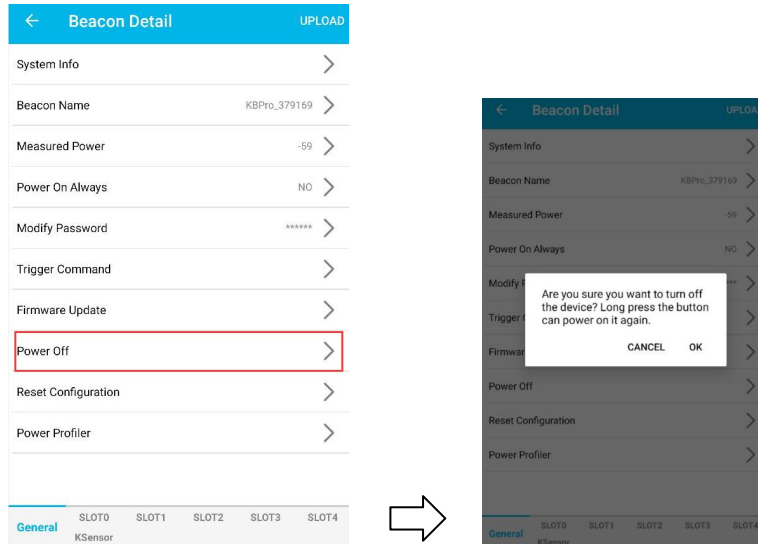 Beacon Detail UPLOAD
System Info
Beacon Name KBPro_379169
Measured Power -59
Power On Always NO
Modify Password ******
Trigger Command
Firmware Update
Power Off
Reset Configuration
Power Profiler
General SLOT0 SLOT1 SLOT2 SLOT3 SLOT4
KSensor
Beacon Detail UPLOA
System Info
Beacon Name KBPro_379169
Measured Power -59
Power On Always NO
Modify P ***
Trigger
Firmwar
Are you sure you want to turn off
the device? Long press the button
can power on it again.
CANCEL OK
Power Off
Reset Configuration
Power Profiler
General SLOT0 SLOT1 SLOT2 SLOT3 SLOT4
KSensor